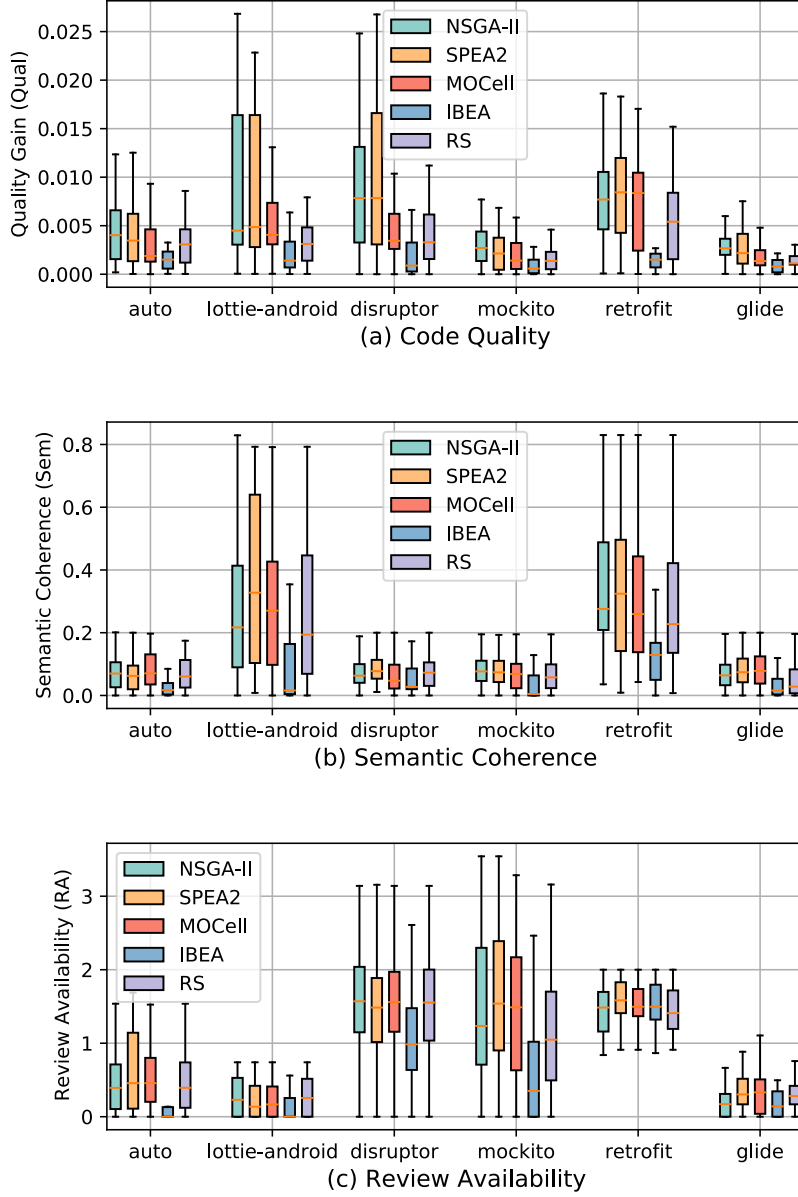 0.025
0.020
0.015
0.010
0.005
0.000
Quality Gain (Qual)
NSGA-II
SPEA2
MOCell
IBEA
RS
auto lottie-android disruptor mockito retrofit glide
(a) Code Quality
0.8
0.6
0.4
0.2
0.0
Semantic Coherence (Sem)
NSGA-II
SPEA2
MOCell
IBEA
RS
auto lottie-android disruptor mockito retrofit glide
(b) Semantic Coherence
3
2
1
0
Review Availability (RA)
NSGA-II
SPEA2
MOCell
IBEA
RS
auto lottie-android disruptor mockito retrofit glide
(c) Review Availability